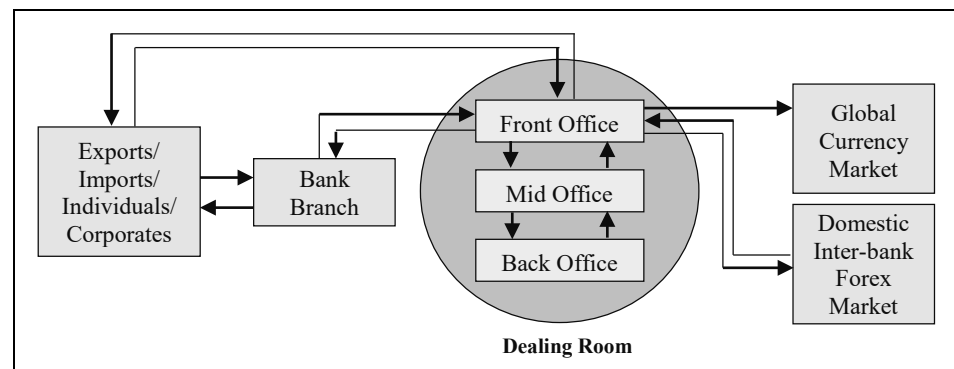 Exports/
Imports/
Individuals/
Corporates
Bank
Branch
Front Office
Mid Office
Back Office
Dealing Room
Global
Currency
Market
Domestic
Inter-bank
Forex
Market